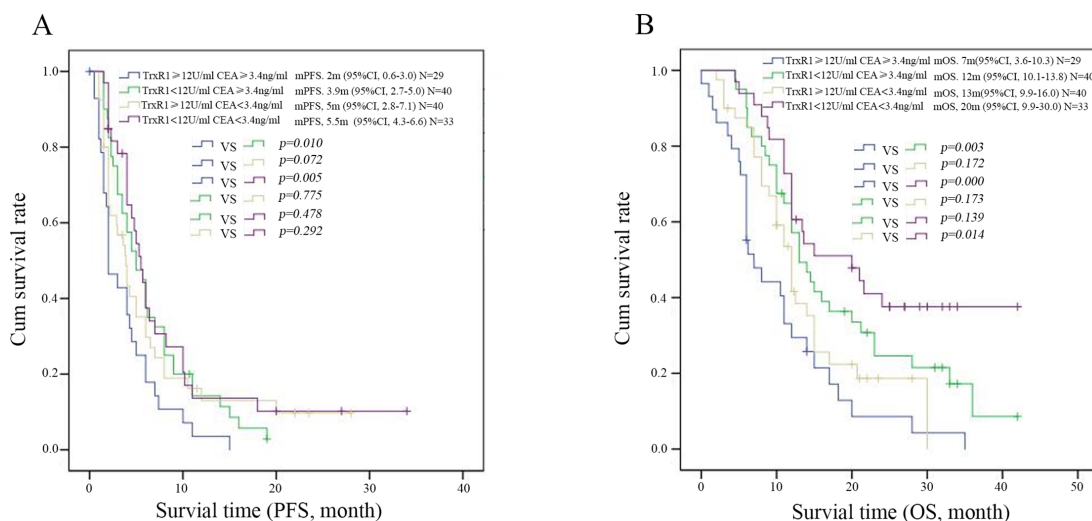 A
Cum survival rate
1.0
0.8
0.6
0.4
0.2
0.0
TrxR1≥12U/ml CEA≥3.4ng/ml mPFS. 2m (95%CI, 0.6-3.0) N=29
TrxR1<12U/ml CEA≥3.4ng/ml mPFS. 3.9m (95%CI, 2.7-5.0) N=40
TrxR1≥12U/ml CEA<3.4ng/ml mPFS, 5m (95%CI, 2.8-7.1) N=40
TrxR1<12U/ml CEA<3.4ng/ml mPFS, 5.5m (95%CI, 4.3-6.6) N=33
VS p=0.010
VS p=0.072
VS p=0.005
VS p=0.775
VS p=0.478
VS p=0.292
0 10 20 30 40
Survial time (PFS, month)
B
Cum survival rate
1.0
0.8
0.6
0.4
0.2
0.0
TrxR1≥12U/ml CEA≥3.4ng/ml mOS. 7m(95%CI, 3.6-10.3) N=29
TrxR1<12U/ml CEA≥3.4ng/ml mOS. 12m (95%CI, 10.1-13.8) N=40
TrxR1≥12U/ml CEA<3.4ng/ml mOS, 13m(95%CI, 9.9-16.0) N=40
TrxR1<12U/ml CEA<3.4ng/ml mOS, 20m (95%CI, 9.9-30.0) N=33
VS p=0.003
VS p=0.172
VS p=0.000
VS p=0.173
VS p=0.139
VS p=0.014
0 10 20 30 40 50
Survial time (OS, month)